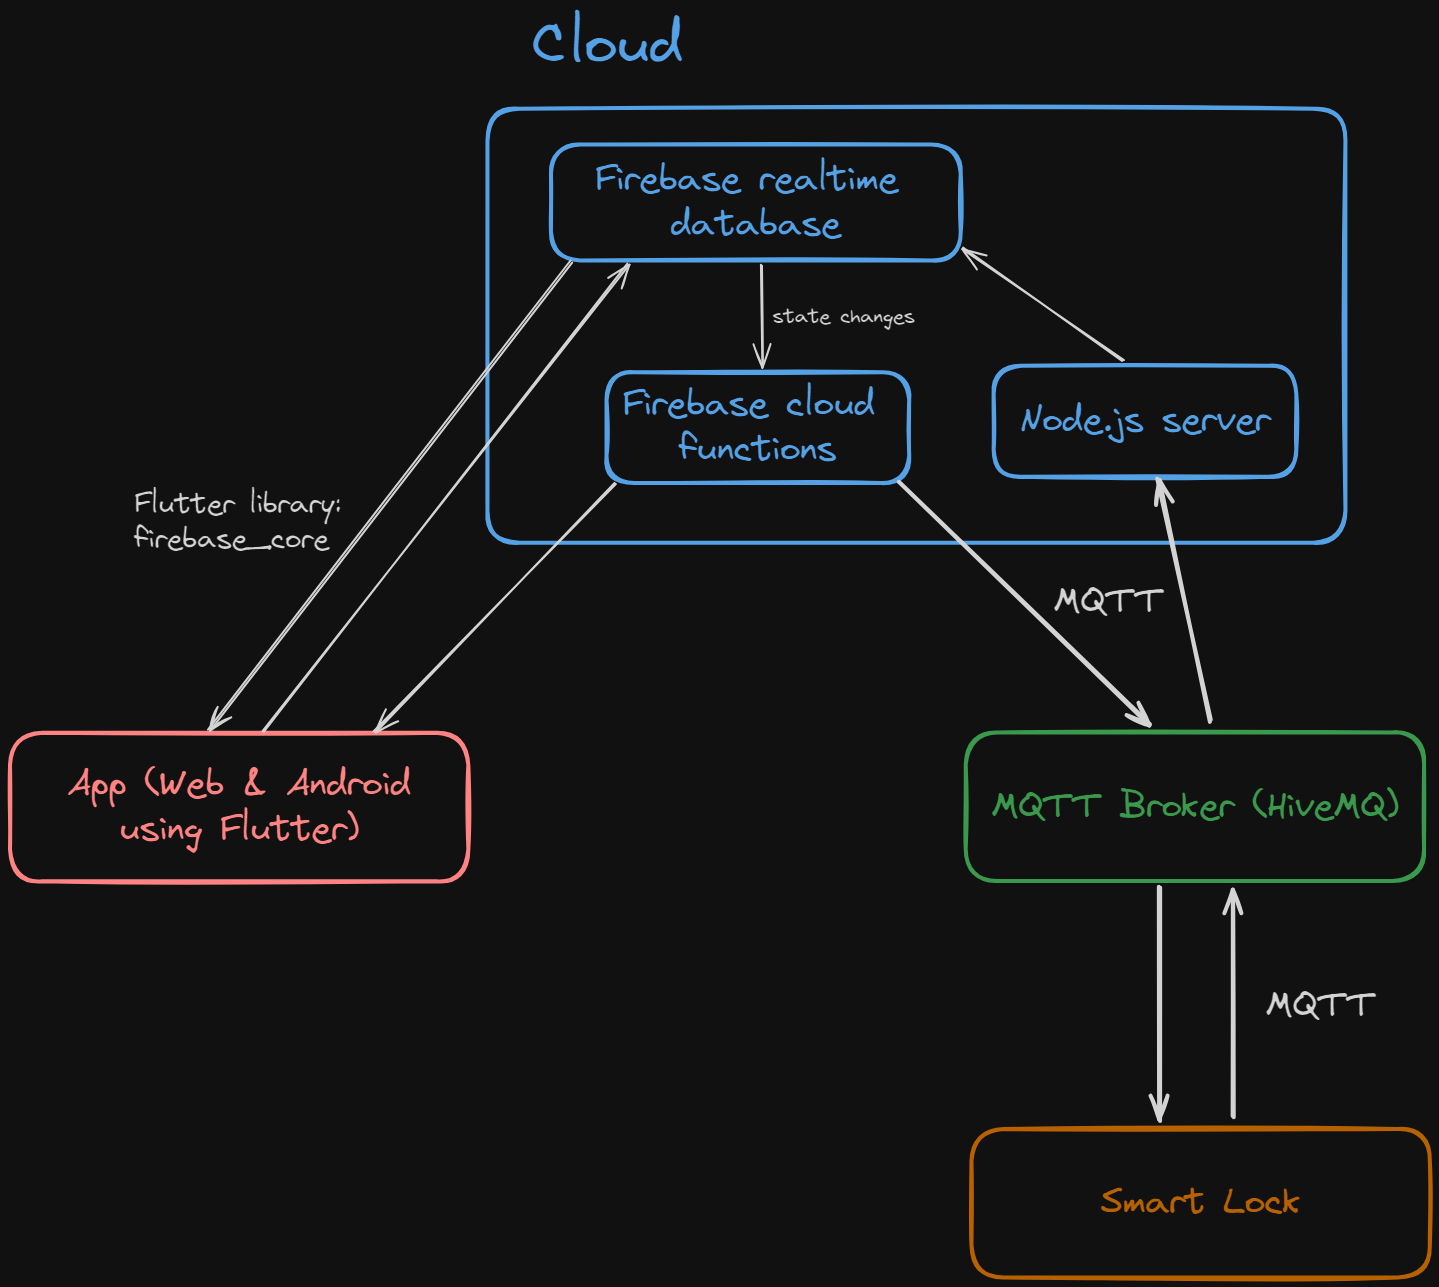 Cloud
Firebase realtime
database
state changes
Firebase cloud
functions
Node.js server
Flutter library:
firebase_core
MQTT
App (Web & Android
using Flutter)
MQTT Broker (HiveMQ)
MQTT
Smart Lock